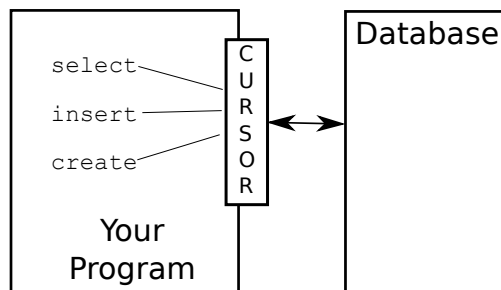 select
insert
create
Your
Program
C
U
R
S
O
R
Database